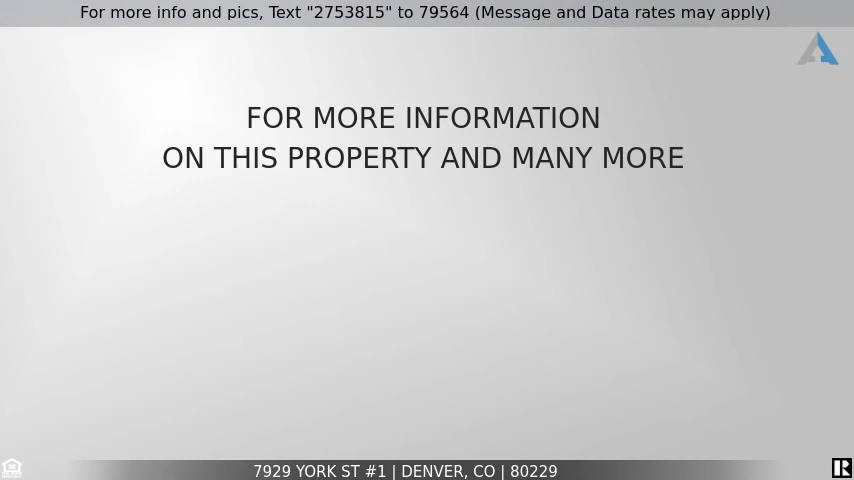 For more info and pics, Text "2753815" to 79564 (Message and Data rates may apply)
FOR MORE INFORMATION
ON THIS PROPERTY AND MANY MORE
7929 YORK ST #1 | DENVER, CO | 80229